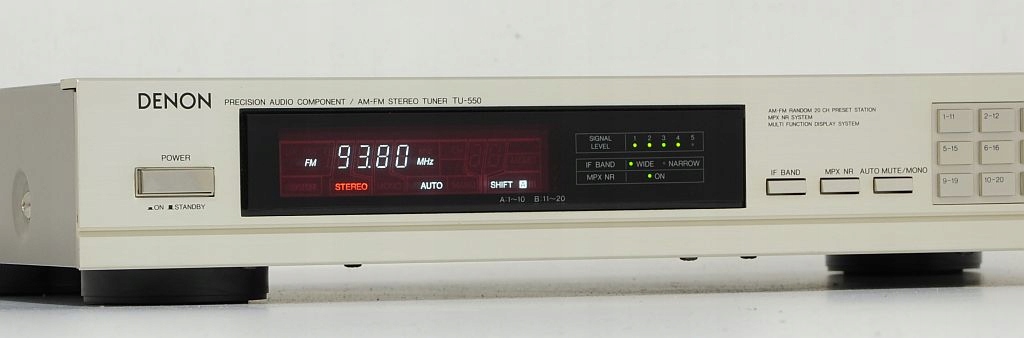 DENON PRECISION AUDIO COMPONENT / AM-FM STEREO TUNER TU-550
POWER
ON STANDBY
FM 93.80 MHz
STEREO AUTO SHIFT A
SIGNAL LEVEL 1 2 3 4 5
IF BAND WIDE NARROW
MPX NR ON
A:1~10 B:11~20
AM-FM RANDOM 20 CH PRESET STATION
MPX NR SYSTEM
MULTI FUNCTION DISPLAY SYSTEM
IF BAND MPX NR AUTO MUTE/MONO
1-11 2-12
5-15 6-16
9-19 10-20